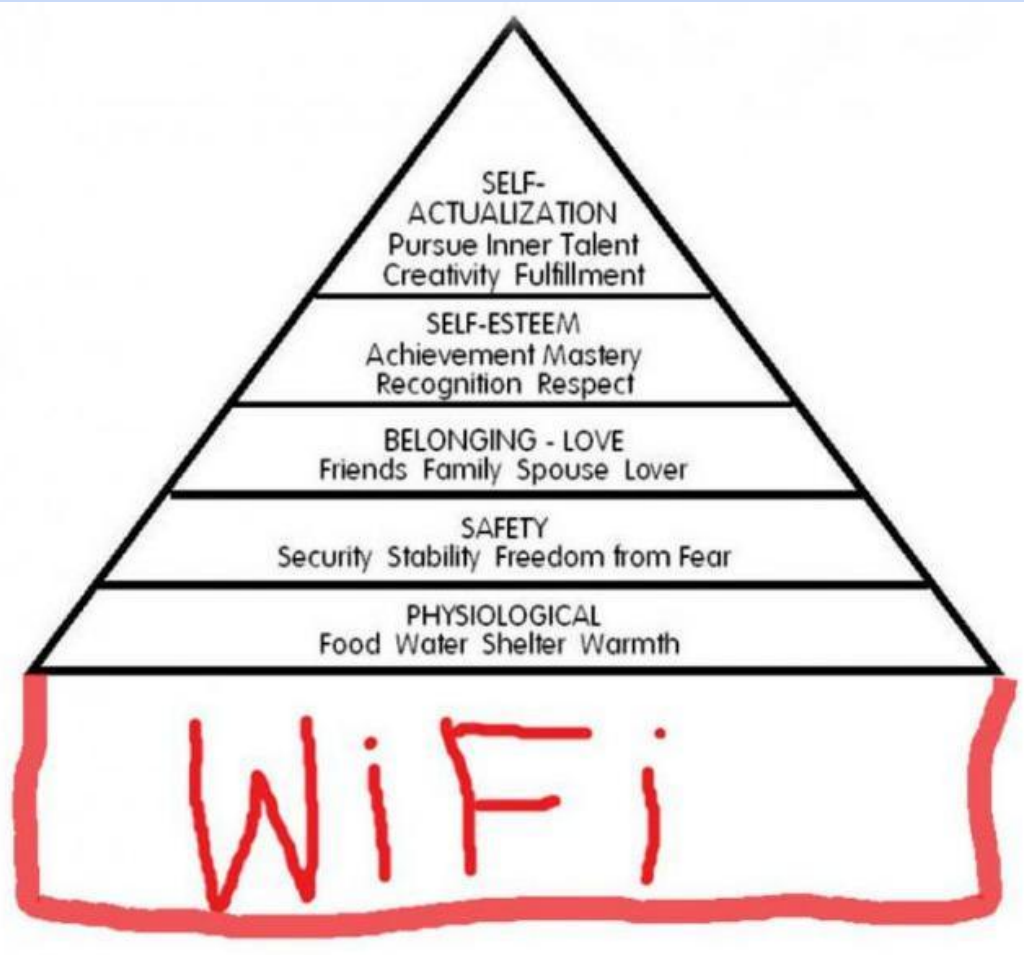 SELF-
ACTUALIZATION
Pursue Inner Talent
Creativity Fulfillment
SELF-ESTEEM
Achievement Mastery
Recognition Respect
BELONGING - LOVE
Friends Family Spouse Lover
SAFETY
Security Stability Freedom from Fear
PHYSIOLOGICAL
Food Water Shelter Warmth
WiFi